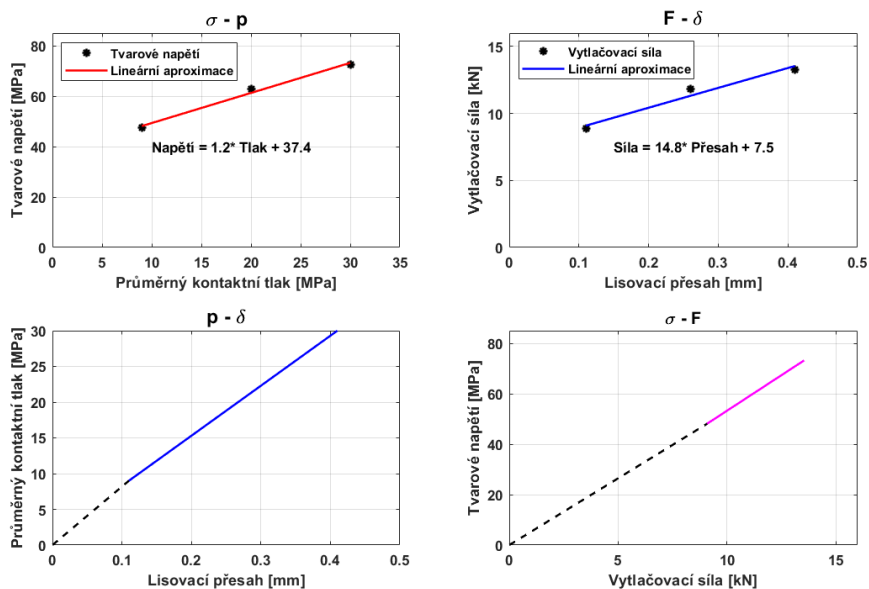 σ - p
Tvarové napětí [MPa]
80
60
40
20
0
Tvarové napětí
Lineární aproximace
Napětí = 1.2* Tlak + 37.4
0 5 10 15 20 25 30 35
Průměrný kontaktní tlak [MPa]
F - δ
Vytlačovací síla [kN]
15
10
5
0
Vytlačovací síla
Lineární aproximace
Síla = 14.8* Přesah + 7.5
0 0.1 0.2 0.3 0.4 0.5
Lisovací přesah [mm]
p - δ
Průměrný kontaktní tlak [MPa]
30
25
20
15
10
5
0
0 0.1 0.2 0.3 0.4 0.5
Lisovací přesah [mm]
σ - F
Tvarové napětí [MPa]
80
60
40
20
0
0 5 10 15
Vytlačovací síla [kN]